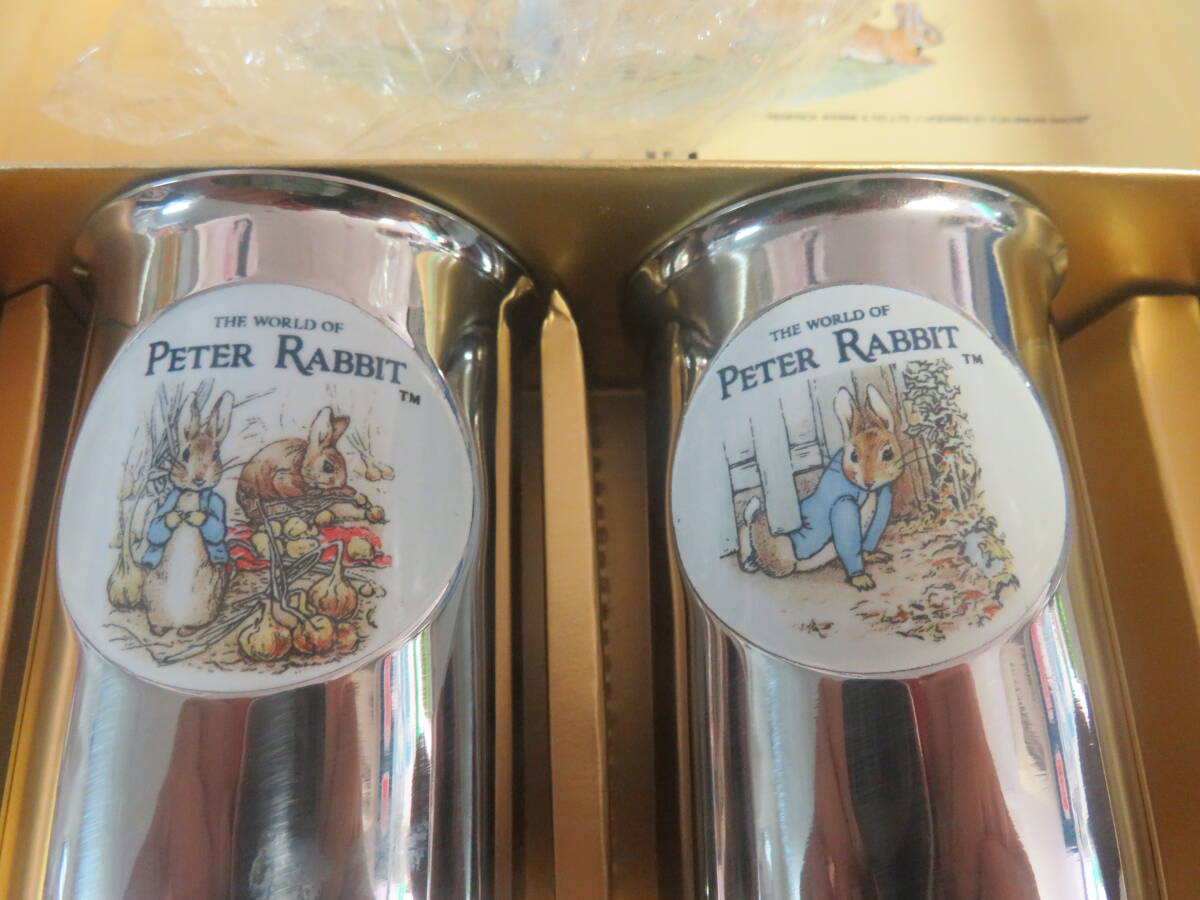 THE WORLD OF
PETER RABBIT
TM
THE WORLD OF
PETER RABBIT
TM